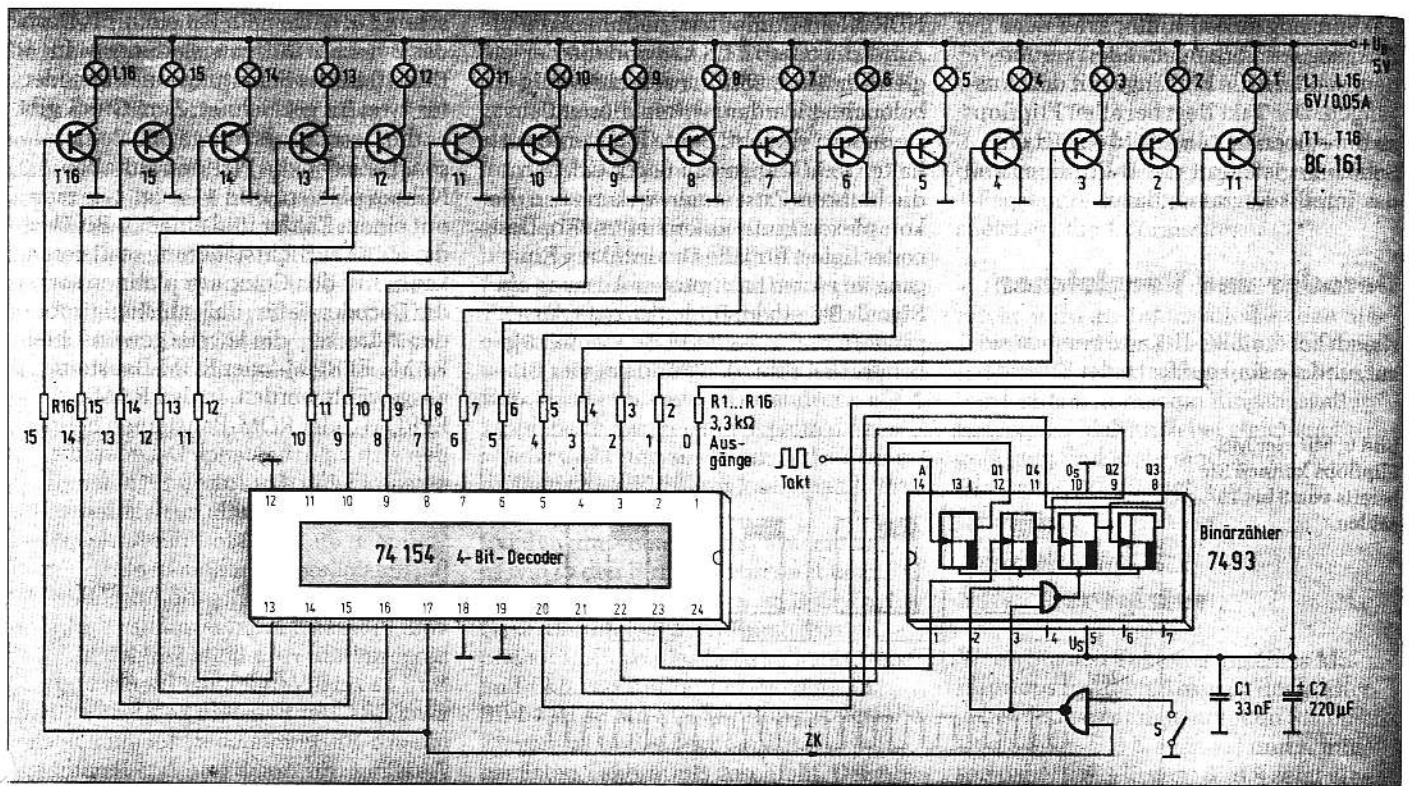 + U_B
5V
L16 15 14 13 12 11 10 9 8 7 6 5 4 3 2 1
L1...L16
6V/0,05A
T1...T16
BC 161
T16 15 14 13 12 11 10 9 8 7 6 5 4 3 2 T1
R16 15 14 13 12 11 10 9 8 7 6 5 4 3 2
R1...R16
3,3 kΩ
15 14 13 12 11 10 9 8 7 6 5 4 3 2 1 0
Aus-
gänge
Takt
A Q1 Q4 Q2 Q3
14 13 12 11 10 9 8
12 11 10 9 8 7 6 5 4 3 2 1
74 154 4-Bit-Decoder
Binärzähler
7493
13 14 15 16 17 18 19 20 21 22 23 24
1 2 3 4 5 6 7
U_S
C1
33 nF
+ C2
220 µF
S
ZK